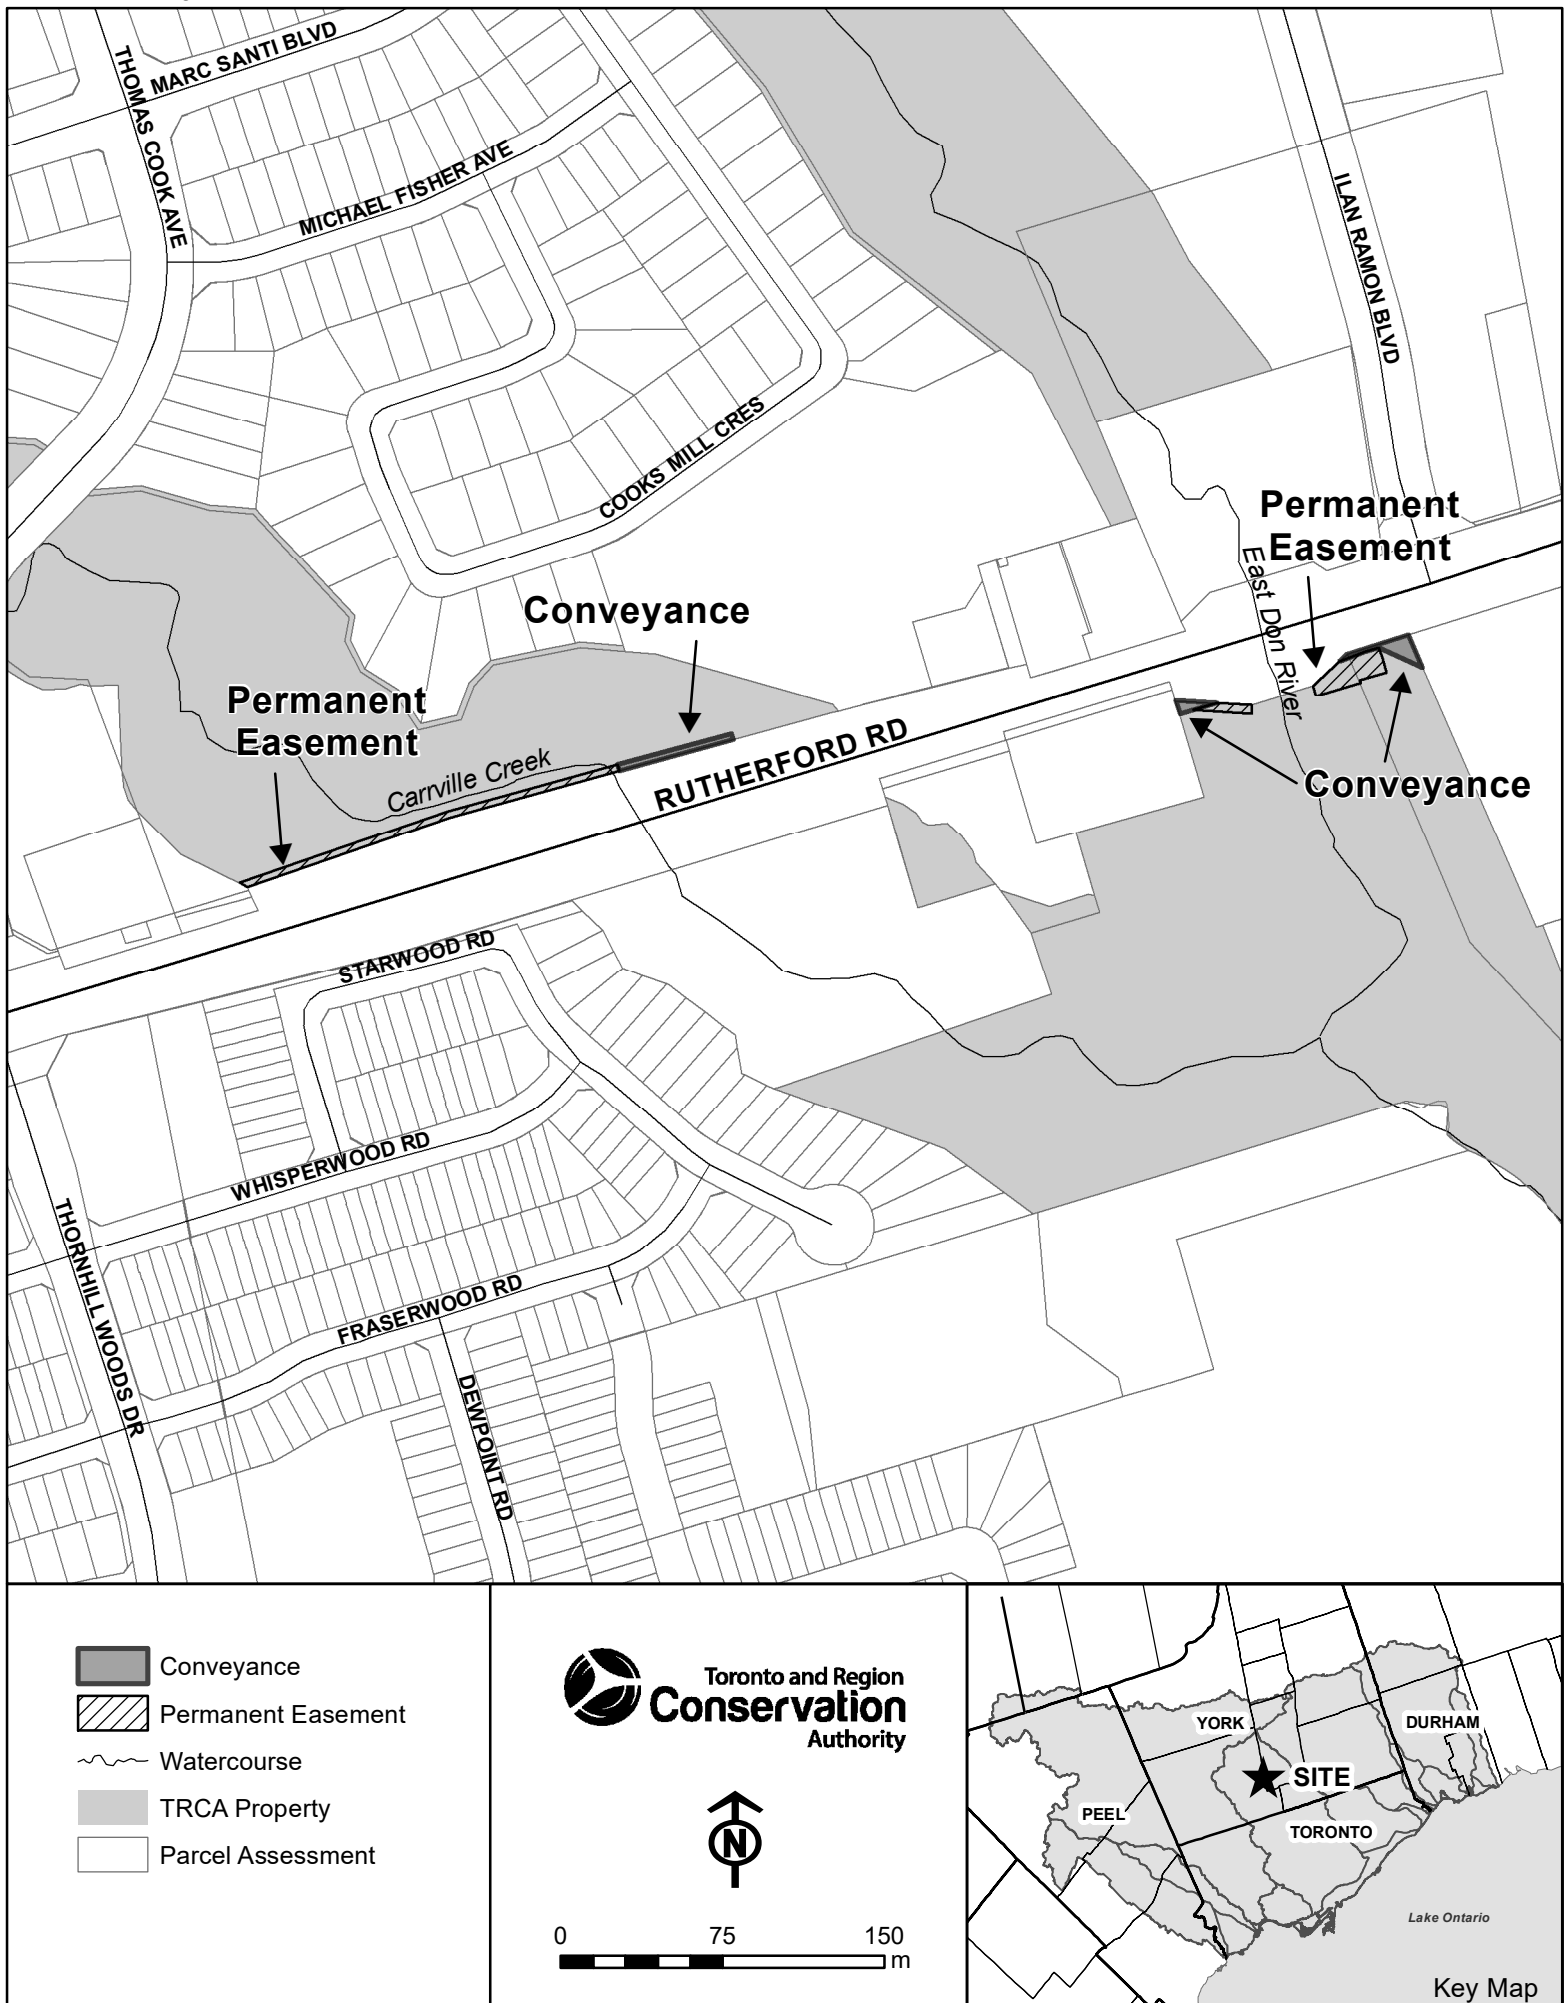 MARC SANTI BLVD
THOMAS COOK AVE
MICHAEL FISHER AVE
ILAN RAMON BLVD
COOKS MILL CRES
Permanent
Easement
East Don River
Conveyance
Permanent
Easement
Carrville Creek
RUTHERFORD RD
Conveyance
STARWOOD RD
WHISPERWOOD RD
THORNHILL WOODS DR
FRASERWOOD RD
DEWPOINT RD
Conveyance
Permanent Easement
Watercourse
TRCA Property
Parcel Assessment
Toronto and Region
Conservation
Authority
N
0 75 150
m
YORK
DURHAM
SITE
PEEL
TORONTO
Lake Ontario
Key Map